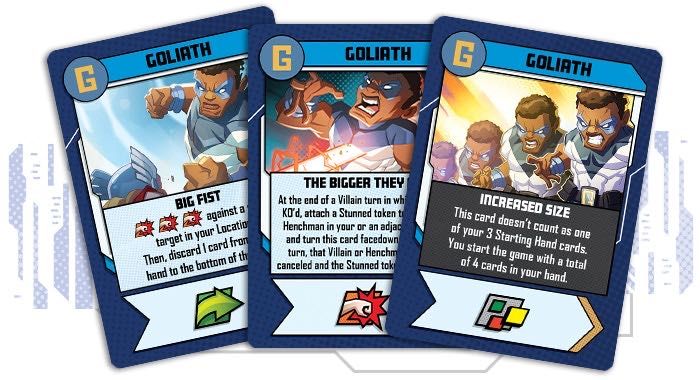 G
GOLIATH
BIG FIST
against a
target in your Location
Then, discard 1 card from
hand to the bottom of th
G
GOLIATH
THE BIGGER THEY
At the end of a Villain turn in wh
KO'd, attach a Stunned token t
Henchman in your or an adjac
and turn this card facedown
turn, that Villain or Henchm
canceled and the Stunned tok
G
GOLIATH
INCREASED SIZE
This card doesn't count as one
of your 3 Starting Hand cards.
You start the game with a total
of 4 cards in your hand.